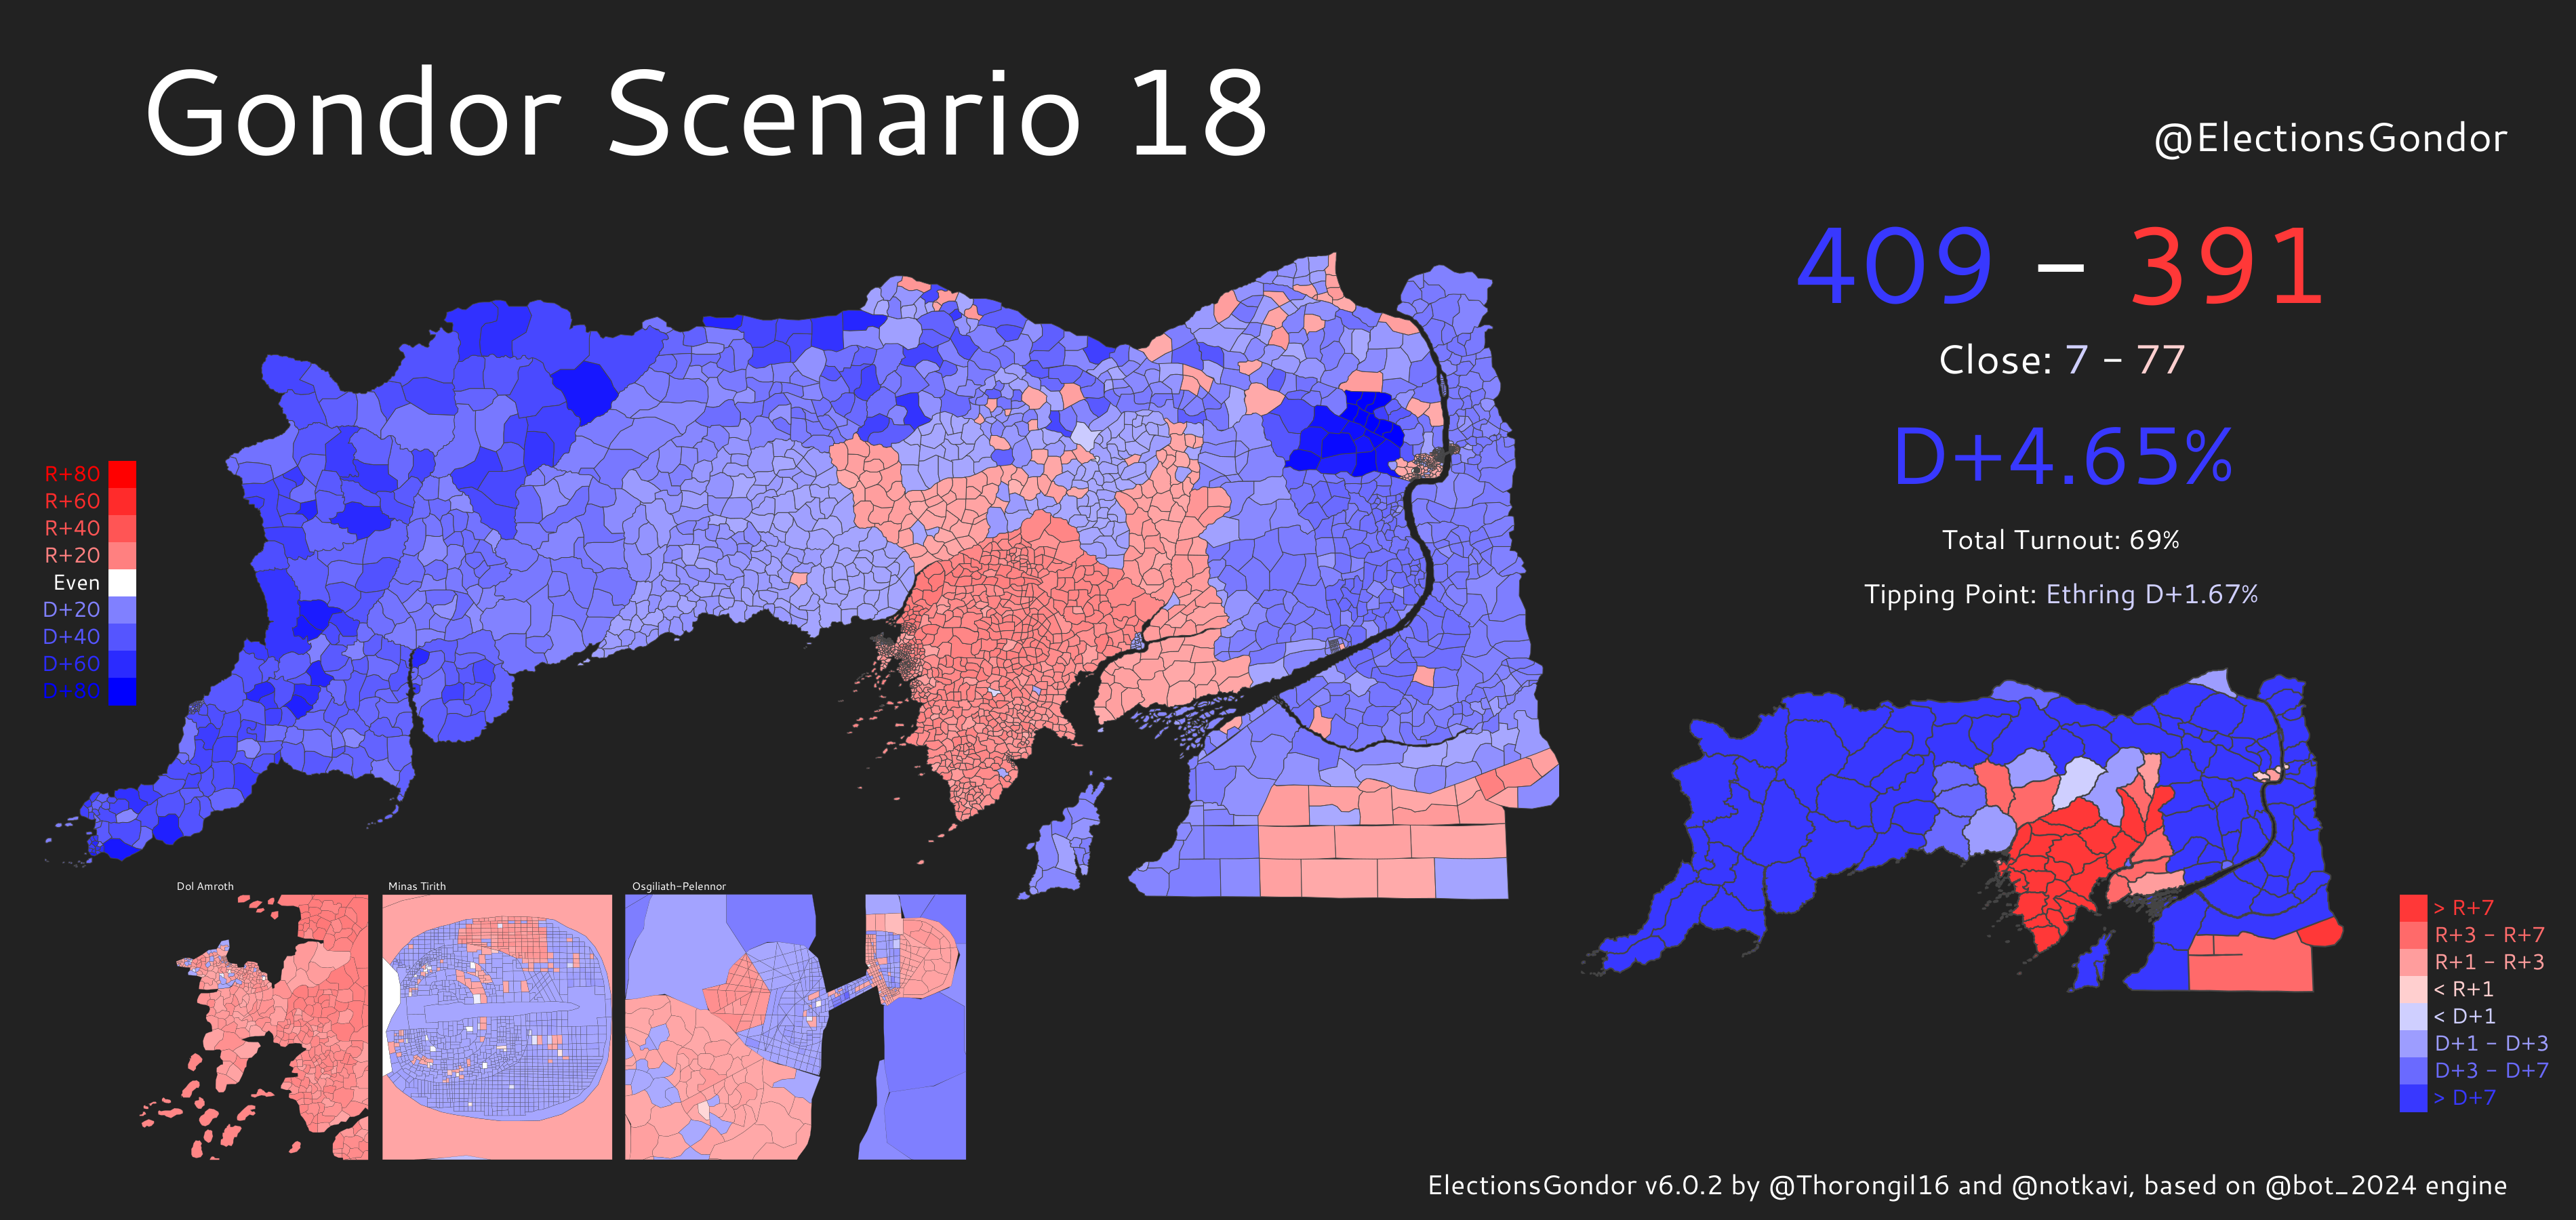 Gondor Scenario 18
@ElectionsGondor
409 – 391
Close: 7 – 77
D+4.65%
Total Turnout: 69%
Tipping Point: Ethring D+1.67%
R+80
R+60
R+40
R+20
Even
D+20
D+40
D+60
D+80
Dol Amroth
Minas Tirith
Osgiliath-Pelennor
> R+7
R+3 – R+7
R+1 – R+3
< R+1
< D+1
D+1 – D+3
D+3 – D+7
> D+7
ElectionsGondor v6.0.2 by @Thorongil16 and @notkavi, based on @bot_2024 engine